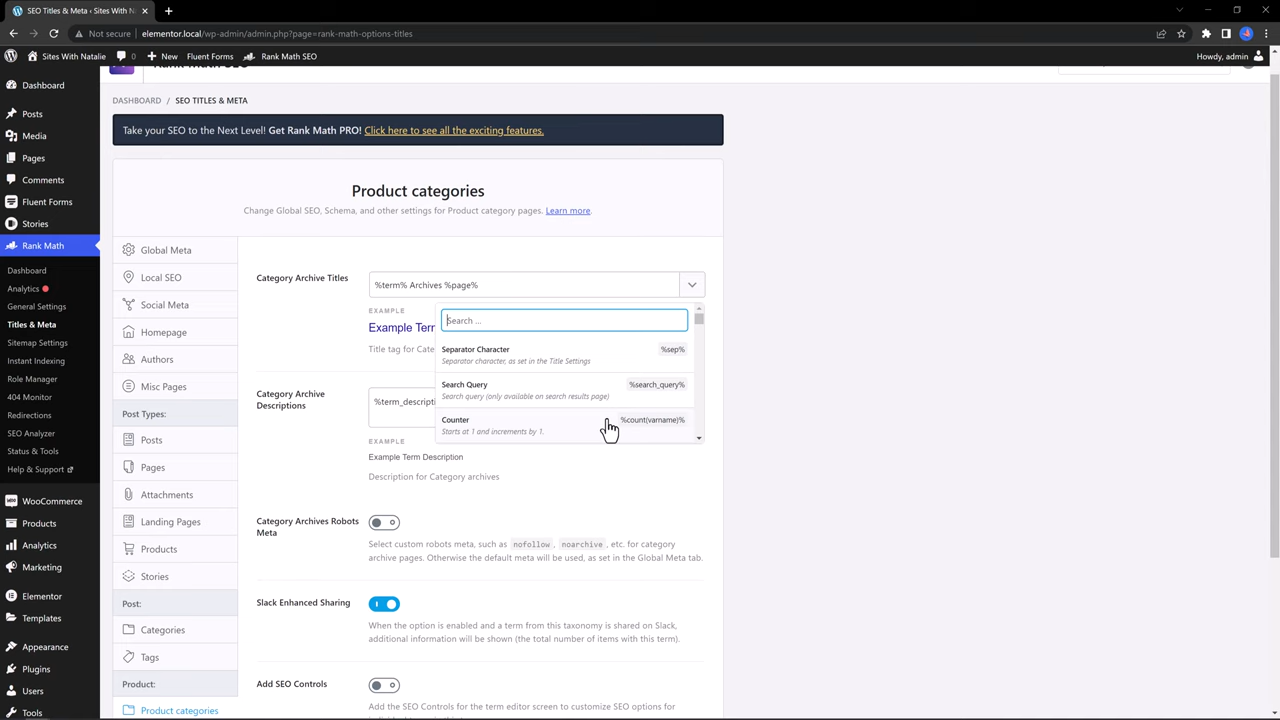 SEO Titles & Meta ‹ Sites With N
Not secure elementor.local/wp-admin/admin.php?page=rank-math-options-titles
Sites With Natalie 0 New Fluent Forms Rank Math SEO Howdy, admin
Dashboard
Posts
Media
Pages
Comments
Fluent Forms
Stories
Rank Math
Dashboard
Analytics
General Settings
Titles & Meta
Sitemap Settings
Instant Indexing
Role Manager
404 Monitor
Redirections
SEO Analyzer
Status & Tools
Help & Support
WooCommerce
Products
Analytics
Marketing
Elementor
Templates
Appearance
Plugins
Users
Tools
Rank Math SEO
DASHBOARD / SEO TITLES & META
Take your SEO to the Next Level! Get Rank Math PRO! Click here to see all the exciting features.
Product categories
Change Global SEO, Schema, and other settings for Product category pages. Learn more.
Global Meta
Local SEO
Social Meta
Homepage
Authors
Misc Pages
Post Types:
Posts
Pages
Attachments
Landing Pages
Products
Stories
Post:
Categories
Tags
Product:
Product categories
Category Archive Titles
%term% Archives %page%
EXAMPLE
Example Terr
Title tag for Cate
Search ...
Separator Character %sep%
Separator character, as set in the Title Settings
Search Query %search_query%
Search query (only available on search results page)
Counter %count(varname)%
Starts at 1 and increments by 1.
Category Archive
Descriptions
%term_descripti
EXAMPLE
Example Term Description
Description for Category archives
Category Archives Robots
Meta
Select custom robots meta, such as nofollow, noarchive, etc. for category
archive pages. Otherwise the default meta will be used, as set in the Global Meta tab.
Slack Enhanced Sharing
When the option is enabled and a term from this taxonomy is shared on Slack,
additional information will be shown (the total number of items with this term).
Add SEO Controls
Add the SEO Controls for the term editor screen to customize SEO options for